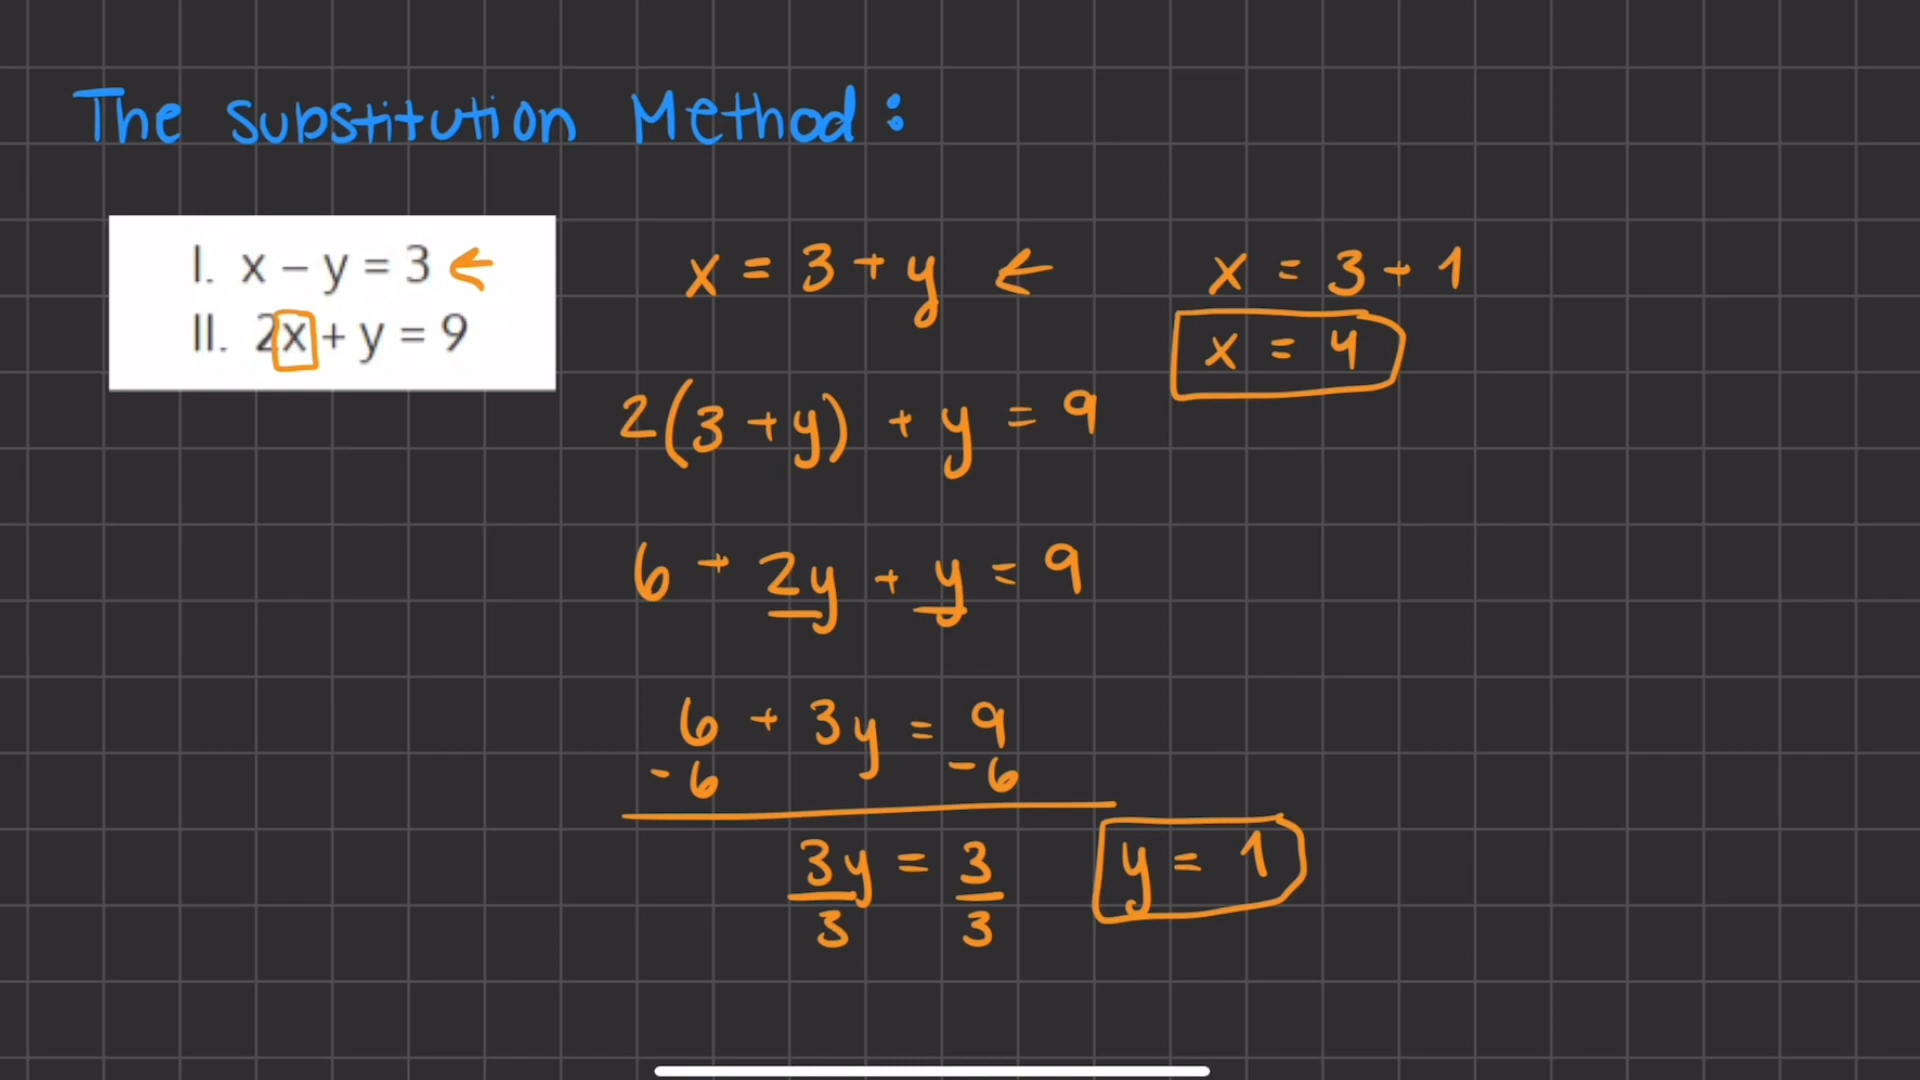 The Substitution Method:
I. x – y = 3 ←
II. 2x + y = 9
x = 3 + y ←
2(3 + y) + y = 9
6 + 2y + y = 9
6 + 3y = 9
-6 -6
3y = 3
3 3
y = 1
x = 3 + 1
x = 4